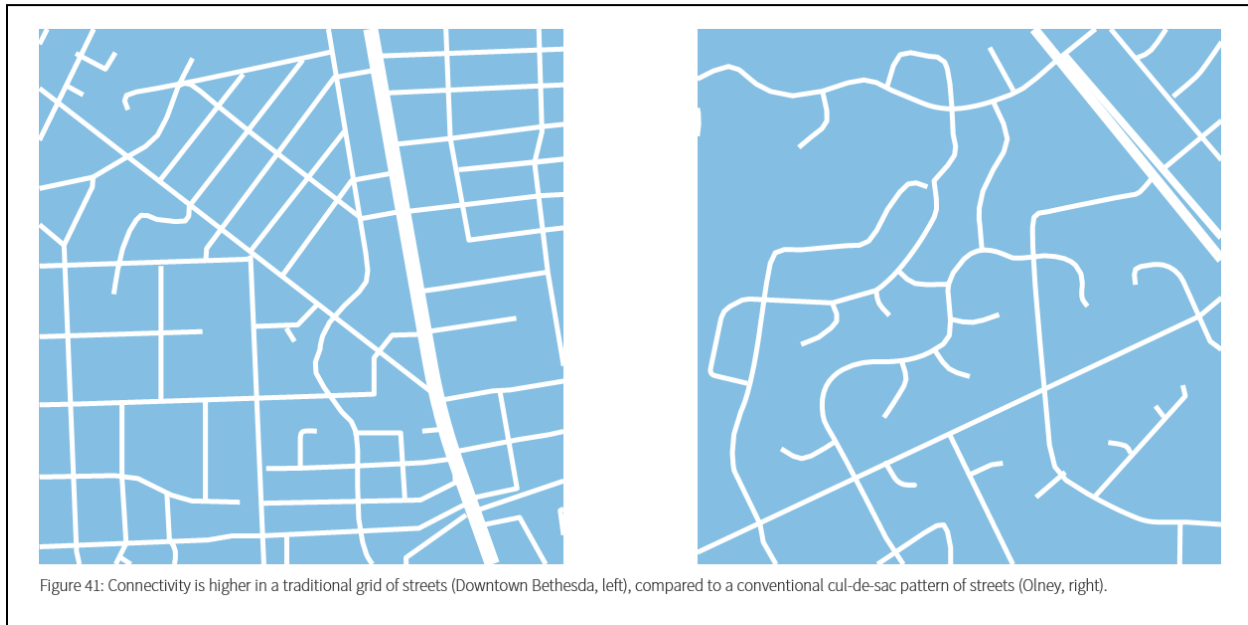 Figure 41: Connectivity is higher in a traditional grid of streets (Downtown Bethesda, left), compared to a conventional cul-de-sac pattern of streets (Olney, right).